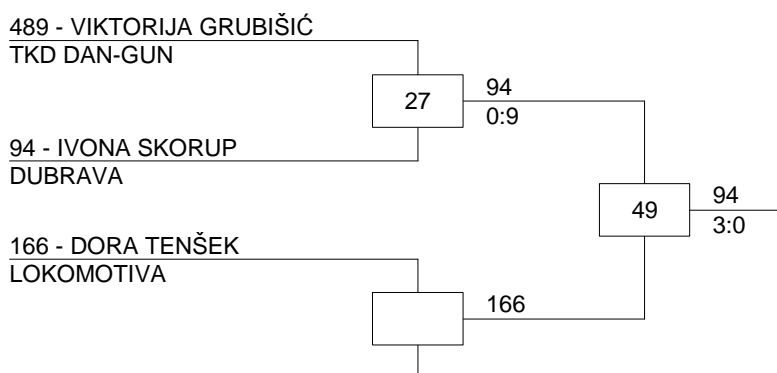 489 - VIKTORIJA GRUBIŠIĆ
TKD DAN-GUN
27
94
0:9
94 - IVONA SKORUP
DUBRAVA
49
94
3:0
166 - DORA TENŠEK
LOKOMOTIVA
166